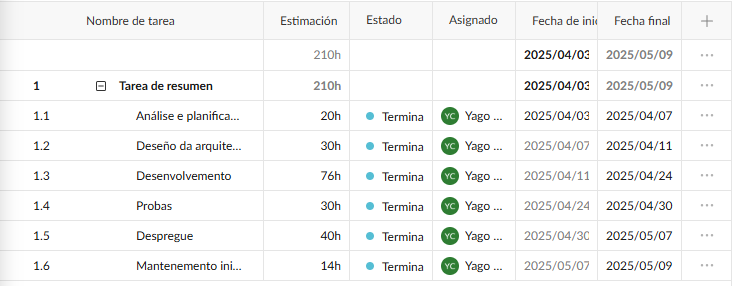 Nombre de tarea Estimación Estado Asignado Fecha de inic Fecha final
210h 2025/04/03 2025/05/09
1 Tarea de resumen 210h 2025/04/03 2025/05/09
1.1 Análise e planifica... 20h Termina YC Yago ... 2025/04/03 2025/04/07
1.2 Deseño da arquite... 30h Termina YC Yago ... 2025/04/07 2025/04/11
1.3 Desenvolvemento 76h Termina YC Yago ... 2025/04/11 2025/04/24
1.4 Probas 30h Termina YC Yago ... 2025/04/24 2025/04/30
1.5 Despregue 40h Termina YC Yago ... 2025/04/30 2025/05/07
1.6 Mantenemento ini... 14h Termina YC Yago ... 2025/05/07 2025/05/09